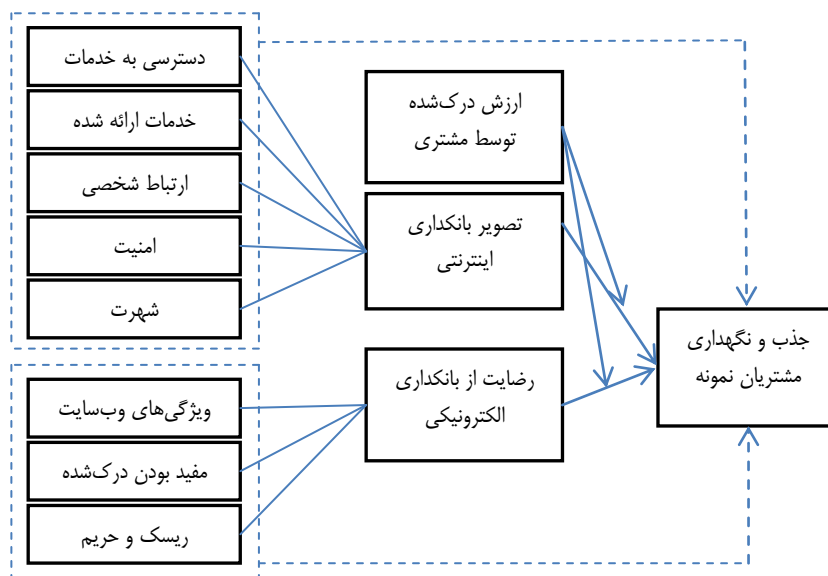 دسترسی به خدمات
خدمات ارائه شده
ارتباط شخصی
امنیت
شهرت
ویژگی‌های وب‌سایت
مفید بودن درک‌شده
ریسک و حریم
ارزش درک‌شده
توسط مشتری
تصویر بانکداری
اینترنتی
رضایت از بانکداری
الکترونیکی
جذب و نگهداری
مشتریان نمونه